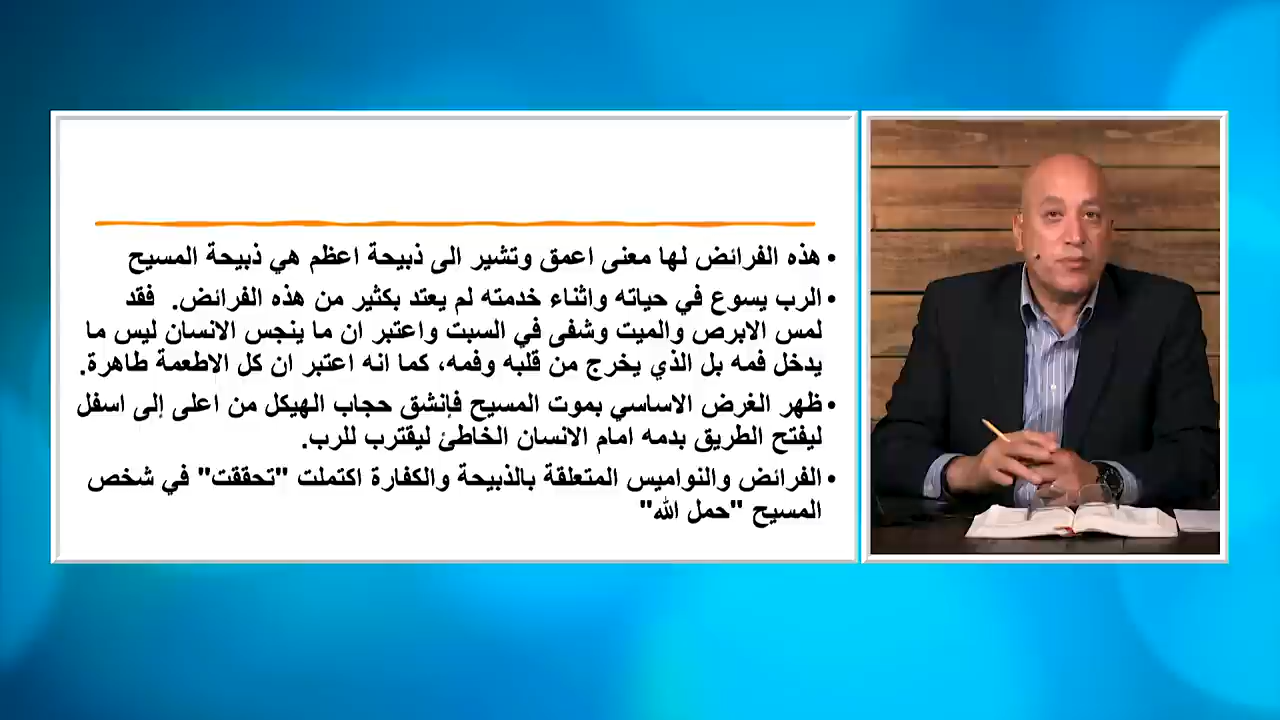 • هذه الفرائض لها معنى اعمق وتشير الى ذبيحة اعظم هي ذبيحة المسيح
• الرب يسوع في حياته واثناء خدمته لم يعتد بكثير من هذه الفرائض. فقد
لمس الابرص والميت وشفى في السبت واعتبر ان ما ينجس الانسان ليس ما
يدخل فمه بل الذي يخرج من قلبه وفمه، كما انه اعتبر ان كل الاطعمة طاهرة.
• ظهر الغرض الاساسي بموت المسيح فإنشق حجاب الهيكل من اعلى إلى اسفل
ليفتح الطريق بدمه امام الانسان الخاطئ ليقترب للرب.
• الفرائض والنواميس المتعلقة بالذبيحة والكفارة اكتملت "تحققت" في شخص
المسيح "حمل الله"